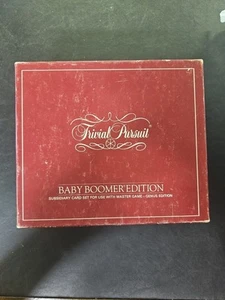 Trivial Pursuit
BABY BOOMER EDITION
SUBSIDIARY CARD SET FOR USE WITH MASTER GAME - GENUS EDITION